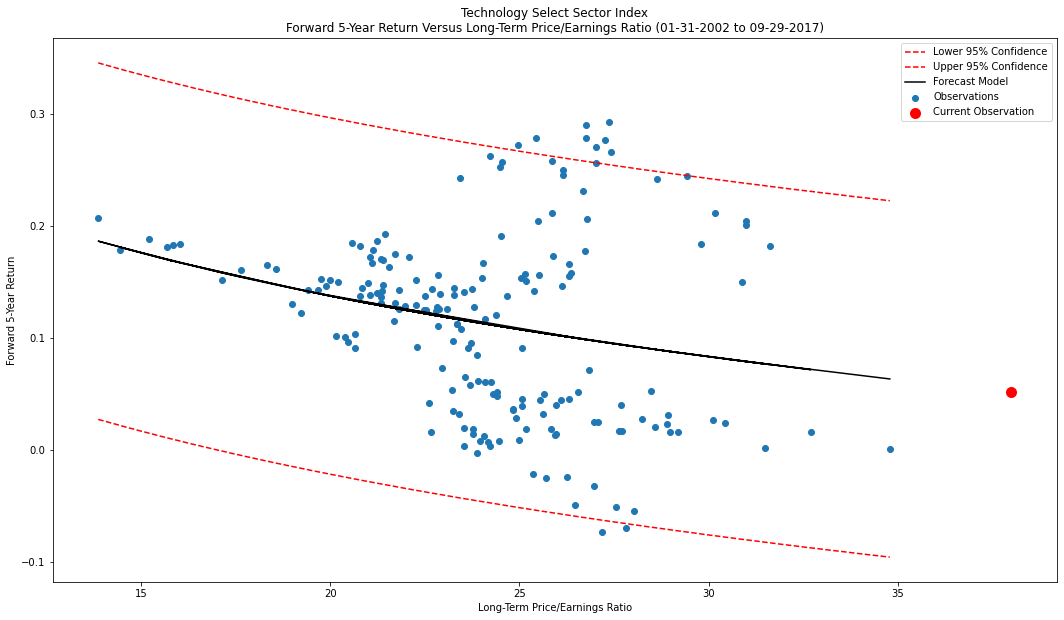 Technology Select Sector Index
Forward 5-Year Return Versus Long-Term Price/Earnings Ratio (01-31-2002 to 09-29-2017)
Lower 95% Confidence
Upper 95% Confidence
Forecast Model
Observations
Current Observation
Forward 5-Year Return
0.3
0.2
0.1
0.0
−0.1
15 20 25 30 35
Long-Term Price/Earnings Ratio